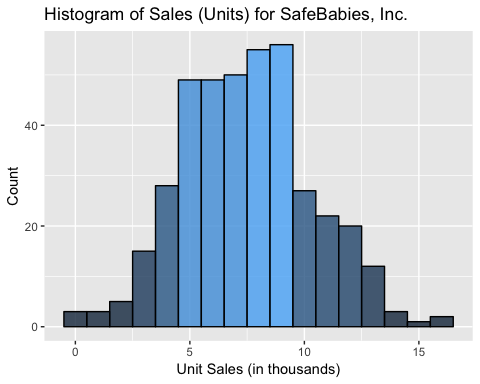 Histogram of Sales (Units) for SafeBabies, Inc.
Count
40
20
0
0 5 10 15
Unit Sales (in thousands)